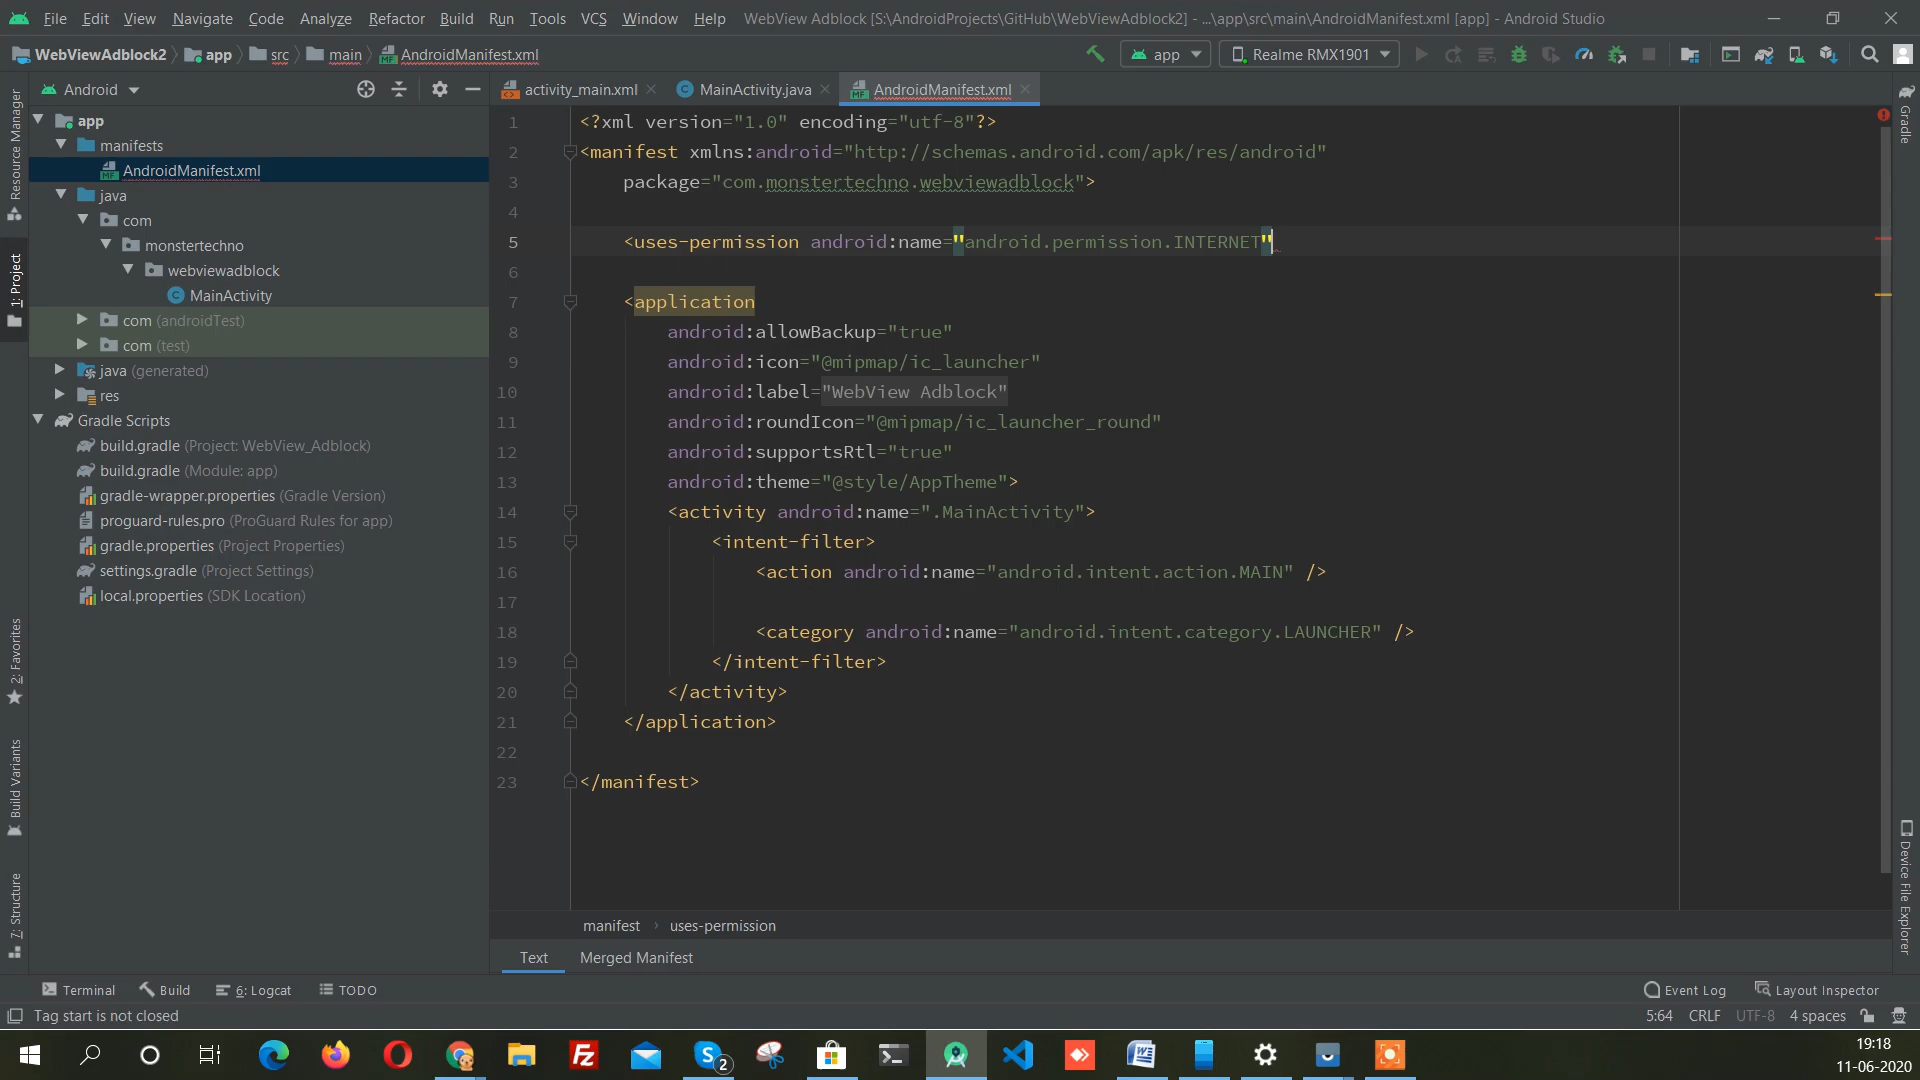 File Edit View Navigate Code Analyze Refactor Build Run Tools VCS Window Help WebView Adblock [S:\AndroidProjects\GitHub\WebViewAdblock2] - ...\app\src\main\AndroidManifest.xml [app] - Android Studio
WebViewAdblock2 app src main AndroidManifest.xml app Realme RMX1901
Android
activity_main.xml MainActivity.java AndroidManifest.xml
Resource Manager
1: Project
2: Favorites
Build Variants
7: Structure
app
manifests
AndroidManifest.xml
java
com
monstertechno
webviewadblock
MainActivity
com (androidTest)
com (test)
java (generated)
res
Gradle Scripts
build.gradle (Project: WebView_Adblock)
build.gradle (Module: app)
gradle-wrapper.properties (Gradle Version)
proguard-rules.pro (ProGuard Rules for app)
gradle.properties (Project Properties)
settings.gradle (Project Settings)
local.properties (SDK Location)
1 <?xml version="1.0" encoding="utf-8"?>
2 <manifest xmlns:android="http://schemas.android.com/apk/res/android"
3 package="com.monstertechno.webviewadblock">
4
5 <uses-permission android:name="android.permission.INTERNET"
6
7 <application
8 android:allowBackup="true"
9 android:icon="@mipmap/ic_launcher"
10 android:label="WebView Adblock"
11 android:roundIcon="@mipmap/ic_launcher_round"
12 android:supportsRtl="true"
13 android:theme="@style/AppTheme">
14 <activity android:name=".MainActivity">
15 <intent-filter>
16 <action android:name="android.intent.action.MAIN" />
17
18 <category android:name="android.intent.category.LAUNCHER" />
19 </intent-filter>
20 </activity>
21 </application>
22
23 </manifest>
Gradle
Device File Explorer
manifest uses-permission
Text Merged Manifest
Terminal Build 6: Logcat TODO Event Log Layout Inspector
Tag start is not closed 5:64 CRLF UTF-8 4 spaces
2
19:18
11-06-2020